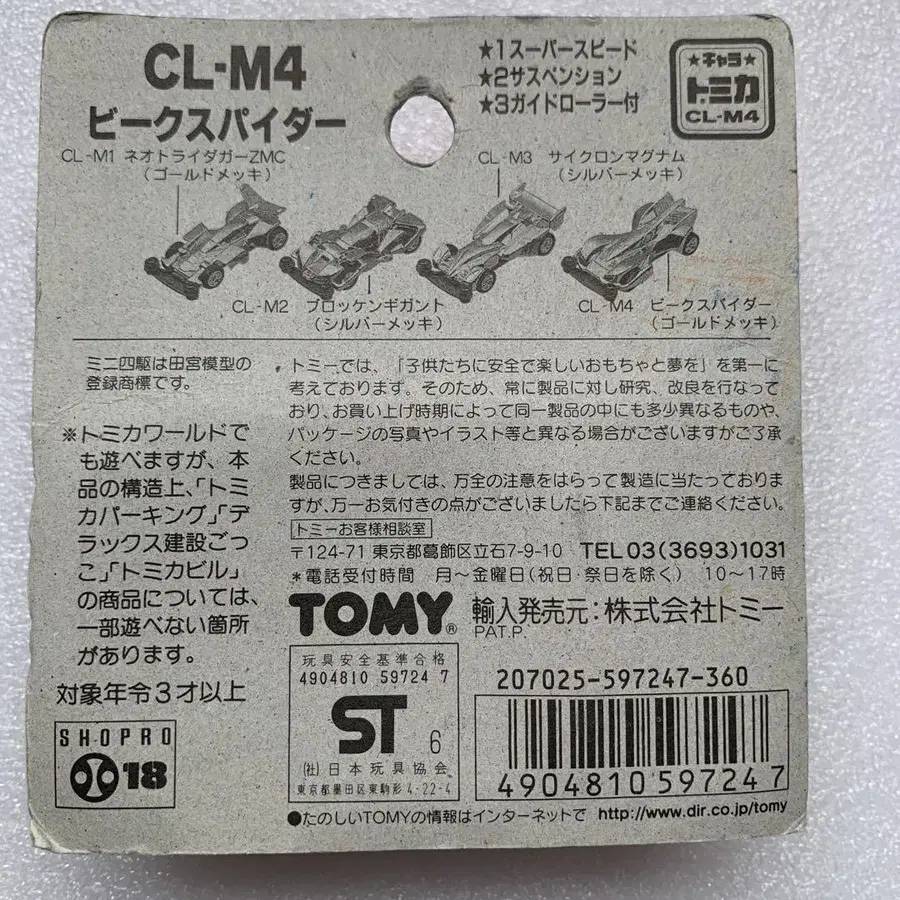 CL-M4
ビークスパイダー
★1スーパースピード
★2サスペンション
★3ガイドローラー付
★キャラ★
トミカ
CL-M4
CL-M1 ネオトライダガーZMC
(ゴールドメッキ)
CL-M3 サイクロンマグナム
(シルバーメッキ)
CL-M2 ブロッケンギガント
(シルバーメッキ)
CL-M4 ビークスパイダー
(ゴールドメッキ)
ミニ四駆は田宮模型の
登録商標です。
※トミカワールドで
も遊べますが、本
品の構造上、「トミ
カパーキング」「デ
ラックス建設ごっ
こ」「トミカビル」
の商品については、
一部遊べない箇所
があります。
対象年令3才以上
SHOPRO
18
トミーでは、「子供たちに安全で楽しいおもちゃと夢を」を第一に
考えております。そのため、常に製品に対し研究、改良を行なって
おり、お買い上げ時期によって同一製品の中にも多少異なるものや、
パッケージの写真やイラスト等と異なる場合がございますがご了承
ください。
製品につきましては、万全の注意をはらって製造に当たっております
が、万一お気付きの点がございましたら下記までご連絡ください。
トミーお客様相談室
〒124-71 東京都葛飾区立石7-9-10 TEL03(3693)1031
*電話受付時間 月〜金曜日(祝日・祭日を除く) 10〜17時
TOMY® 輸入発売元:株式会社トミー
PAT.P.
玩具安全基準合格
4904810 59724 7
ST 6
(社)日本玩具協会
東京都墨田区東駒形4-22-4
207025-597247-360
4904810597247
●たのしいTOMYの情報はインターネットで http://www.dir.co.jp/tomy